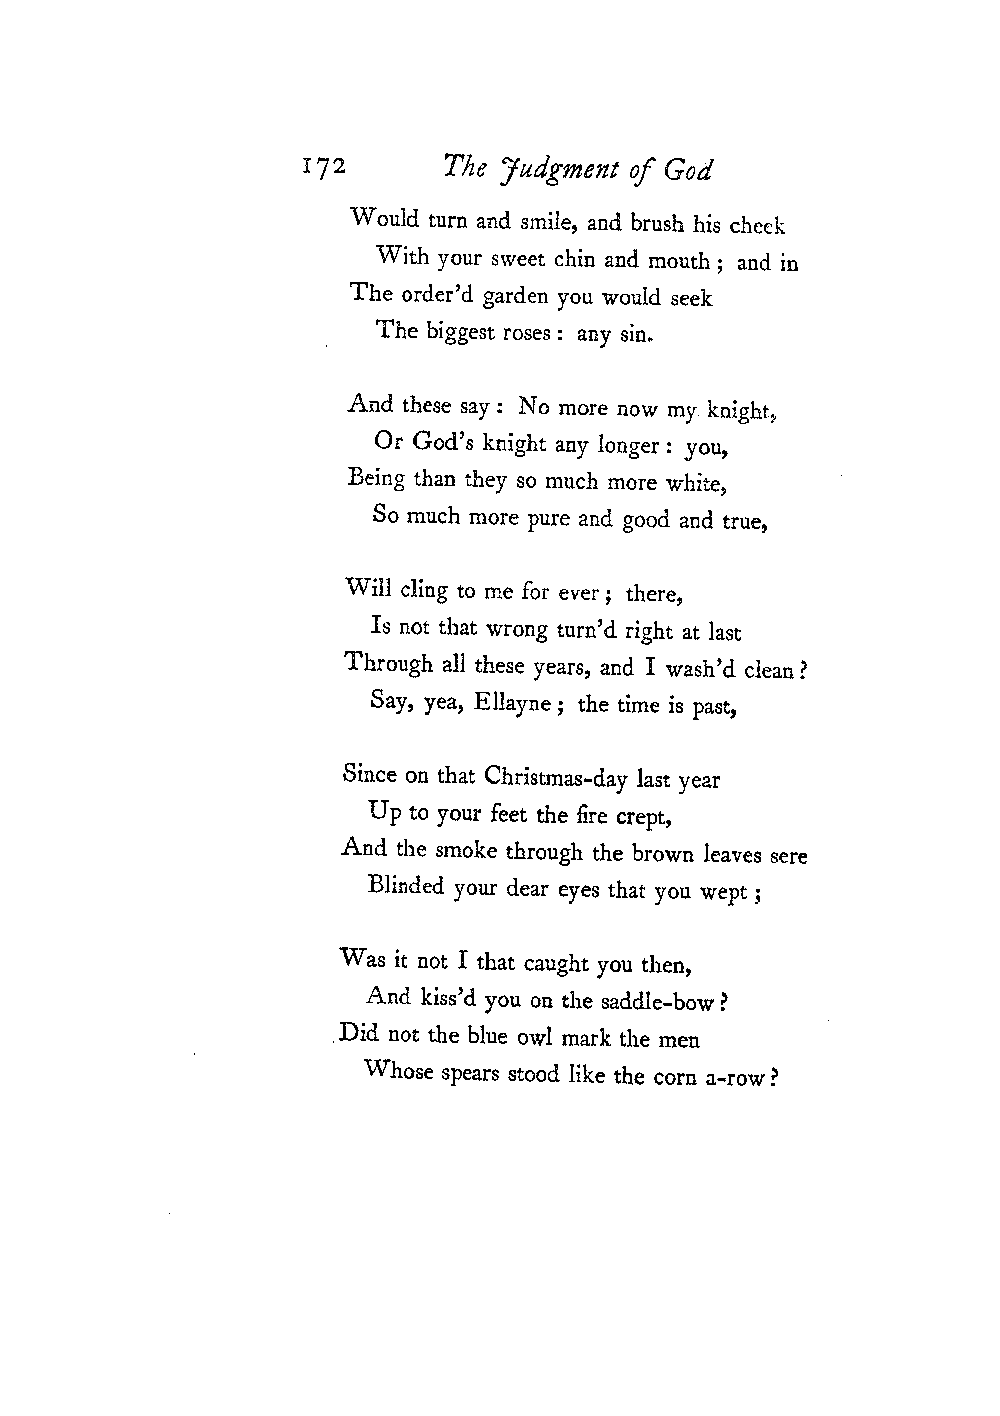 172 The Judgment of God
Would turn and smile, and brush his cheek
With your sweet chin and mouth ; and in
The order'd garden you would seek
The biggest roses : any sin.
And these say : No more now my knight,
Or God's knight any longer : you,
Being than they so much more white,
So much more pure and good and true,
Will cling to me for ever ; there,
Is not that wrong turn'd right at last
Through all these years, and I wash'd clean ?
Say, yea, Ellayne ; the time is past,
Since on that Christmas-day last year
Up to your feet the fire crept,
And the smoke through the brown leaves sere
Blinded your dear eyes that you wept ;
Was it not I that caught you then,
And kiss'd you on the saddle-bow ?
Did not the blue owl mark the men
Whose spears stood like the corn a-row ?